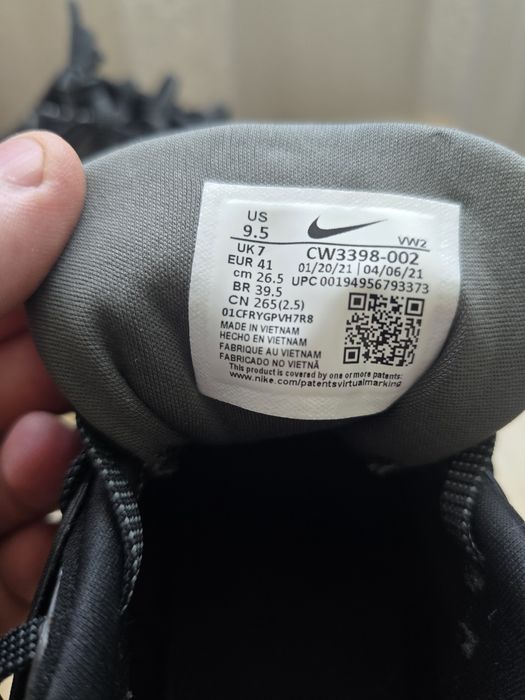 US
9.5
VW2
UK 7
CW3398-002
EUR 41
01/20/21 | 04/06/21
cm 26.5
UPC 00194956793373
BR 39.5
CN 265(2.5)
01CFRYGPVH7R8
MADE IN VIETNAM
HECHO EN VIETNAM
FABRIQUE AU VIETNAM
FABRICADO NO VIETNÃ
This product is covered by one or more patents:
www.nike.com/patentsvirtualmarking